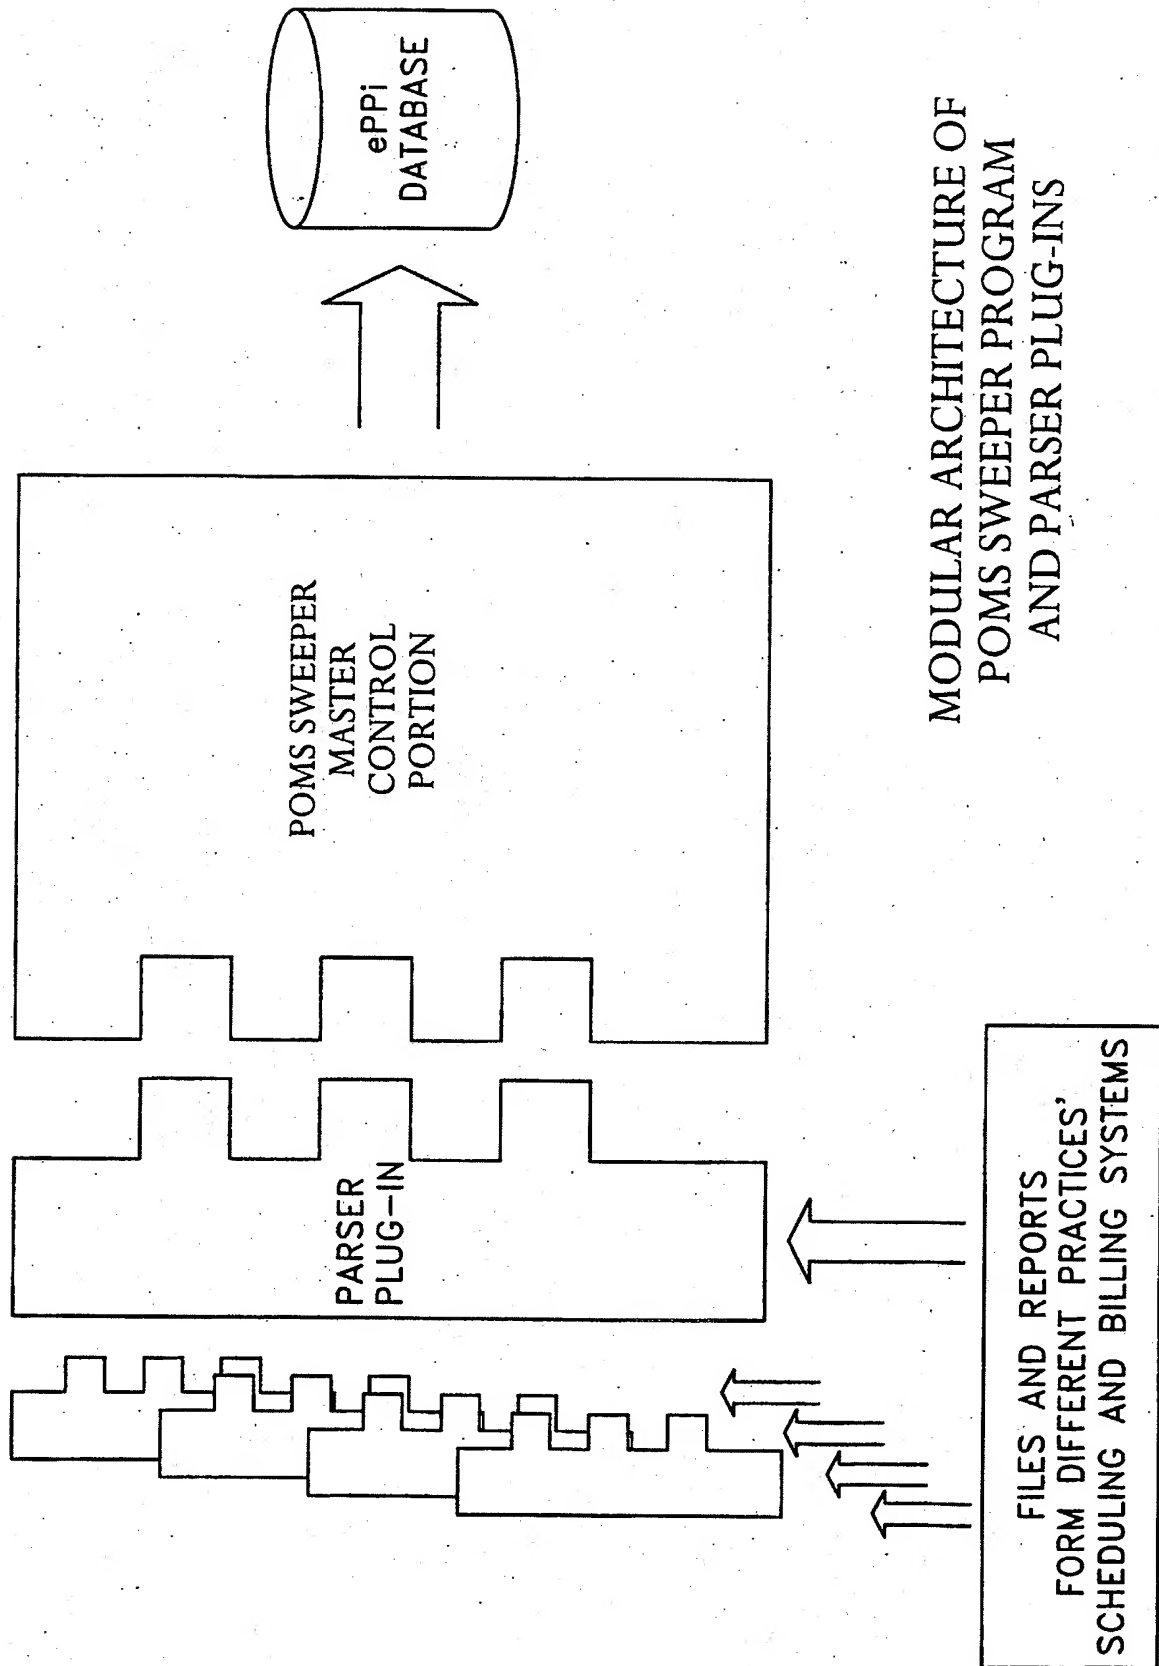 ePPi
DATABASE
POMS SWEEPER
MASTER
CONTROL
PORTION
PARSER
PLUG-IN
FILES AND REPORTS
FORM DIFFERENT PRACTICES'
SCHEDULING AND BILLING SYSTEMS
MODULAR ARCHITECTURE OF
POMS SWEEPER PROGRAM
AND PARSER PLUG-INS